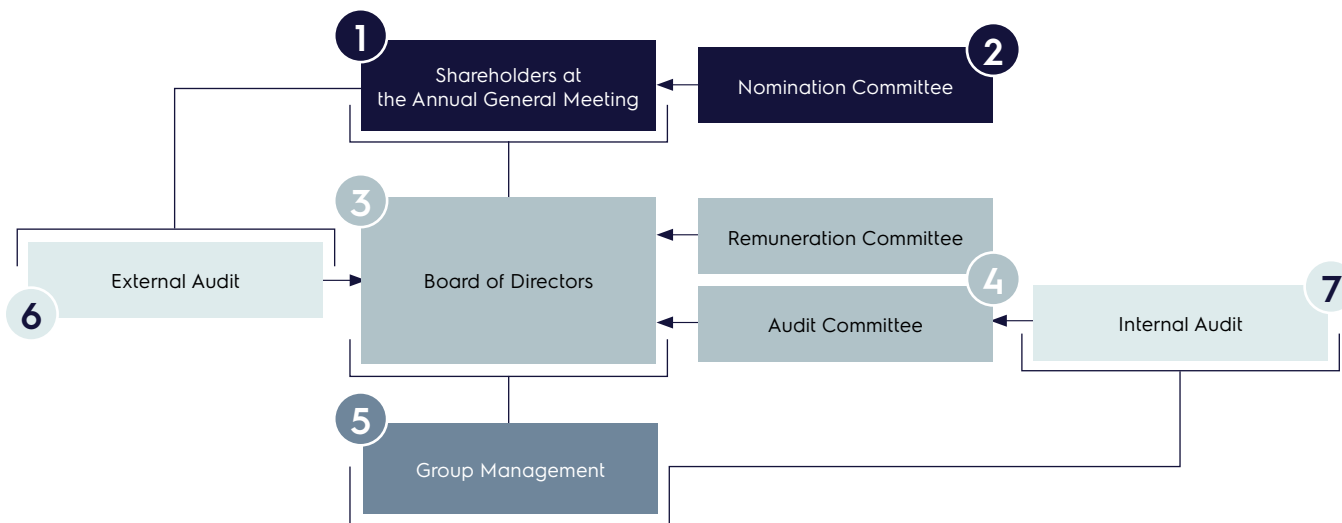 1
Shareholders at
the Annual General Meeting
2
Nomination Committee
3
Board of Directors
Remuneration Committee
4
Audit Committee
External Audit
6
7
Internal Audit
5
Group Management